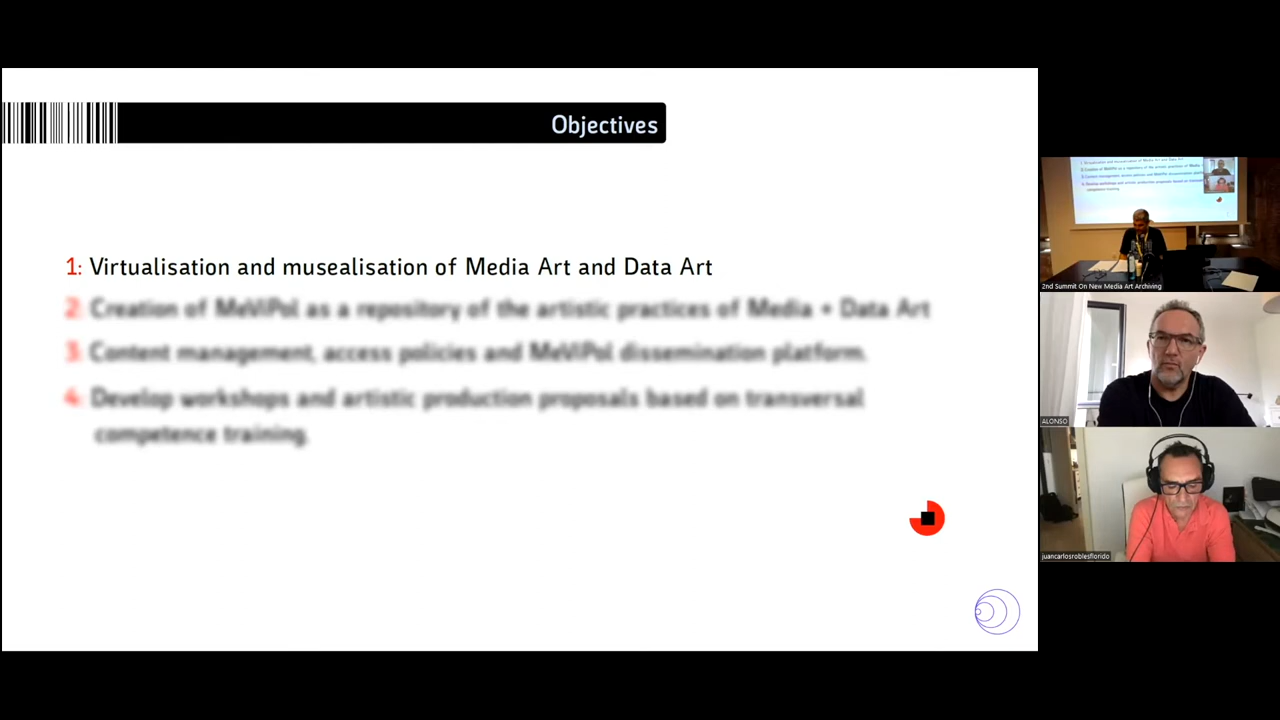 Objectives
1: Virtualisation and musealisation of Media Art and Data Art
2: Creation of MeViPol as a repository of the artistic practices of Media + Data Art
3: Content management, access policies and MeViPol dissemination platform.
4: Develop workshops and artistic production proposals based on transversal
competence training.
2nd Summit On New Media Art Archiving
ALONSO
juancarlosroblesflorido